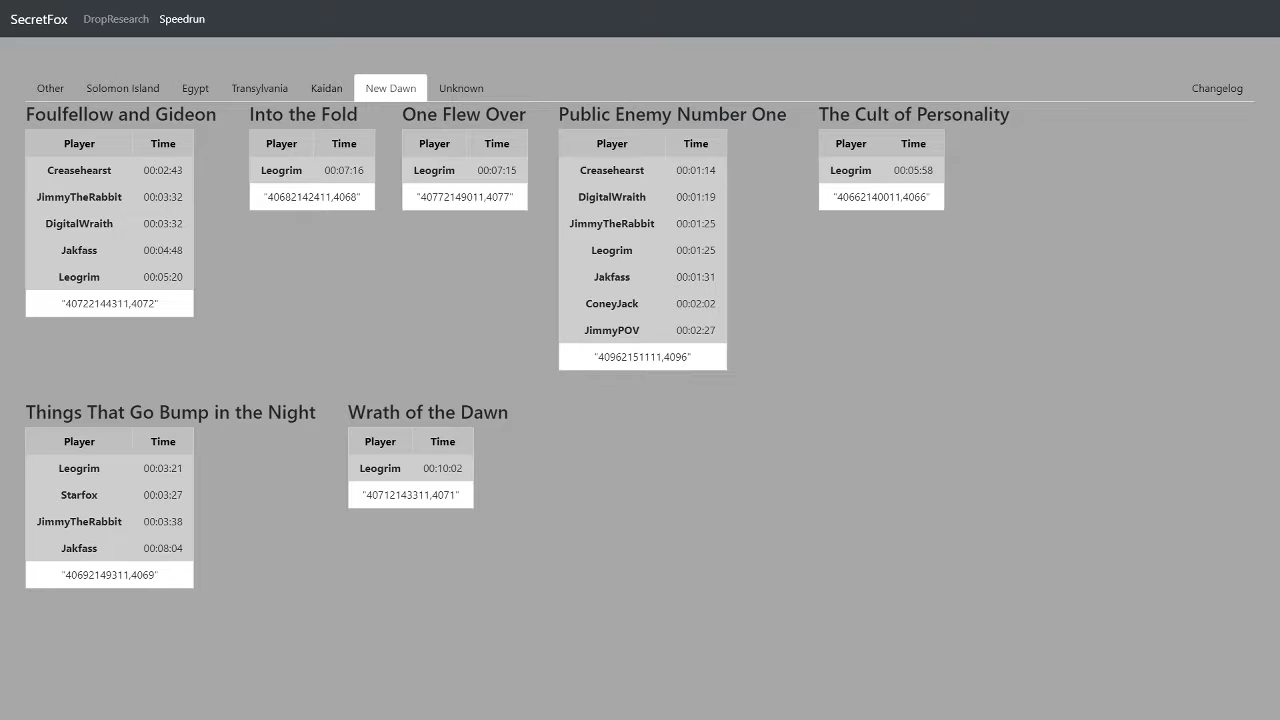 SecretFox DropResearch Speedrun
Other Solomon Island Egypt Transylvania Kaidan New Dawn Unknown Changelog
Foulfellow and Gideon
Player Time
Creasehearst 00:02:43
JimmyTheRabbit 00:03:32
DigitalWraith 00:03:32
Jakfass 00:04:48
Leogrim 00:05:20
"40722144311,4072"
Into the Fold
Player Time
Leogrim 00:07:16
"40682142411,4068"
One Flew Over
Player Time
Leogrim 00:07:15
"40772149011,4077"
Public Enemy Number One
Player Time
Creasehearst 00:01:14
DigitalWraith 00:01:19
JimmyTheRabbit 00:01:25
Leogrim 00:01:25
Jakfass 00:01:31
ConeyJack 00:02:02
JimmyPOV 00:02:27
"40962151111,4096"
The Cult of Personality
Player Time
Leogrim 00:05:58
"40662140011,4066"
Things That Go Bump in the Night
Player Time
Leogrim 00:03:21
Starfox 00:03:27
JimmyTheRabbit 00:03:38
Jakfass 00:08:04
"40692149311,4069"
Wrath of the Dawn
Player Time
Leogrim 00:10:02
"40712143311,4071"